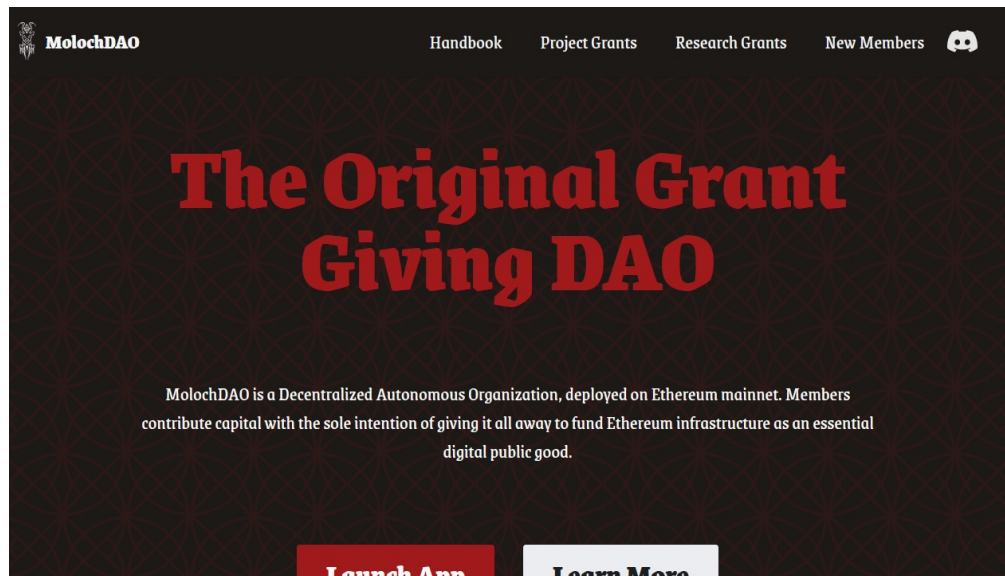 MolochDAO
Handbook
Project Grants
Research Grants
New Members
The Original Grant
Giving DAO
MolochDAO is a Decentralized Autonomous Organization, deployed on Ethereum mainnet. Members
contribute capital with the sole intention of giving it all away to fund Ethereum infrastructure as an essential
digital public good.
Launch App
Learn More